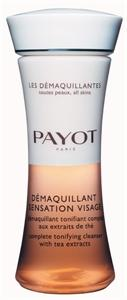 LES DÉMAQUILLANTES
toutes peaux, all skins
PAYOT
PARIS
DÉMAQUILLANT
SENSATION VISAGE
démaquillant tonifiant complet
aux extraits de thé
complete tonifying cleanser
with tea extracts